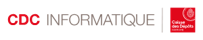 CDC INFORMATIQUE
Caisse
des Dépôts